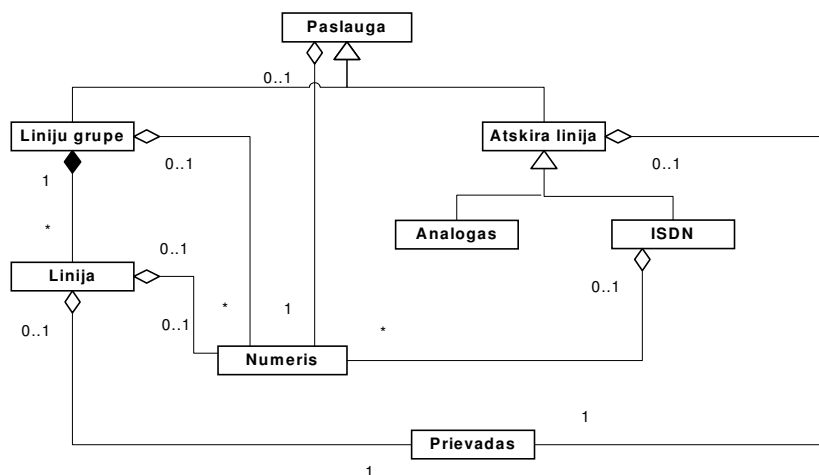 Paslauga
0..1
Liniju grupe
Atskira linija
0..1
0..1
1
*
Analogas
ISDN
0..1
Linija
0..1
0..1
*
1
0..1
*
Numeris
1
Prievadas
1